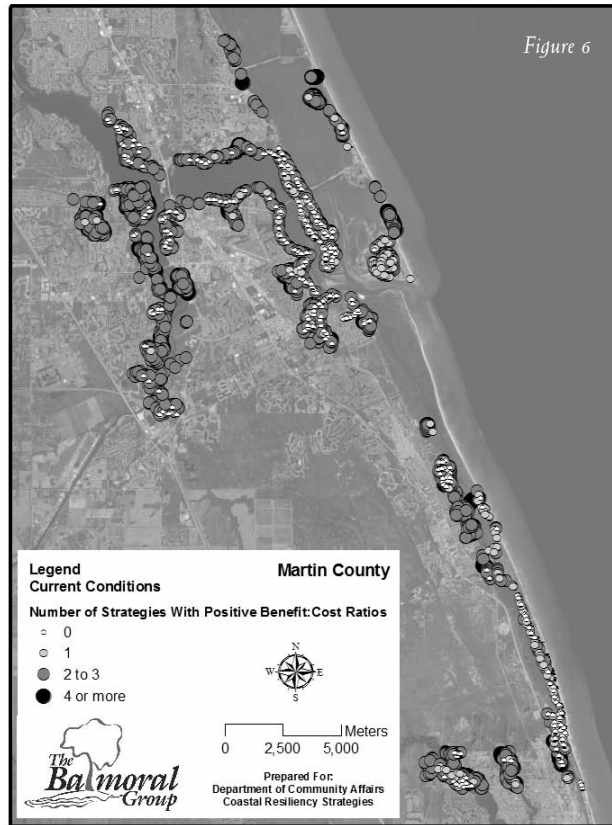 Figure 6
Legend
Current Conditions
Martin County
Number of Strategies With Positive Benefit:Cost Ratios
0
1
2 to 3
4 or more
N
W E
S
Meters
0 2,500 5,000
The
Balmoral
Group
Prepared For:
Department of Community Affairs
Coastal Resiliency Strategies